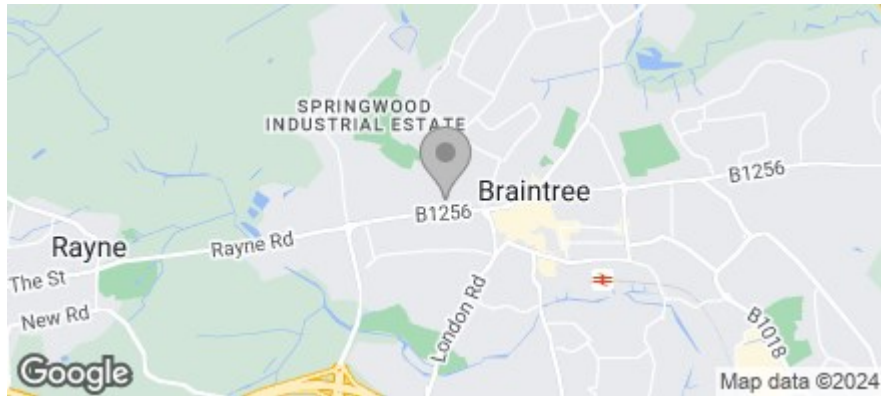 SPRINGWOOD
INDUSTRIAL ESTATE
B1256
Braintree
B1256
Rayne
Rayne Rd
The St
New Rd
London Rd
B1018
Google
Map data ©2024